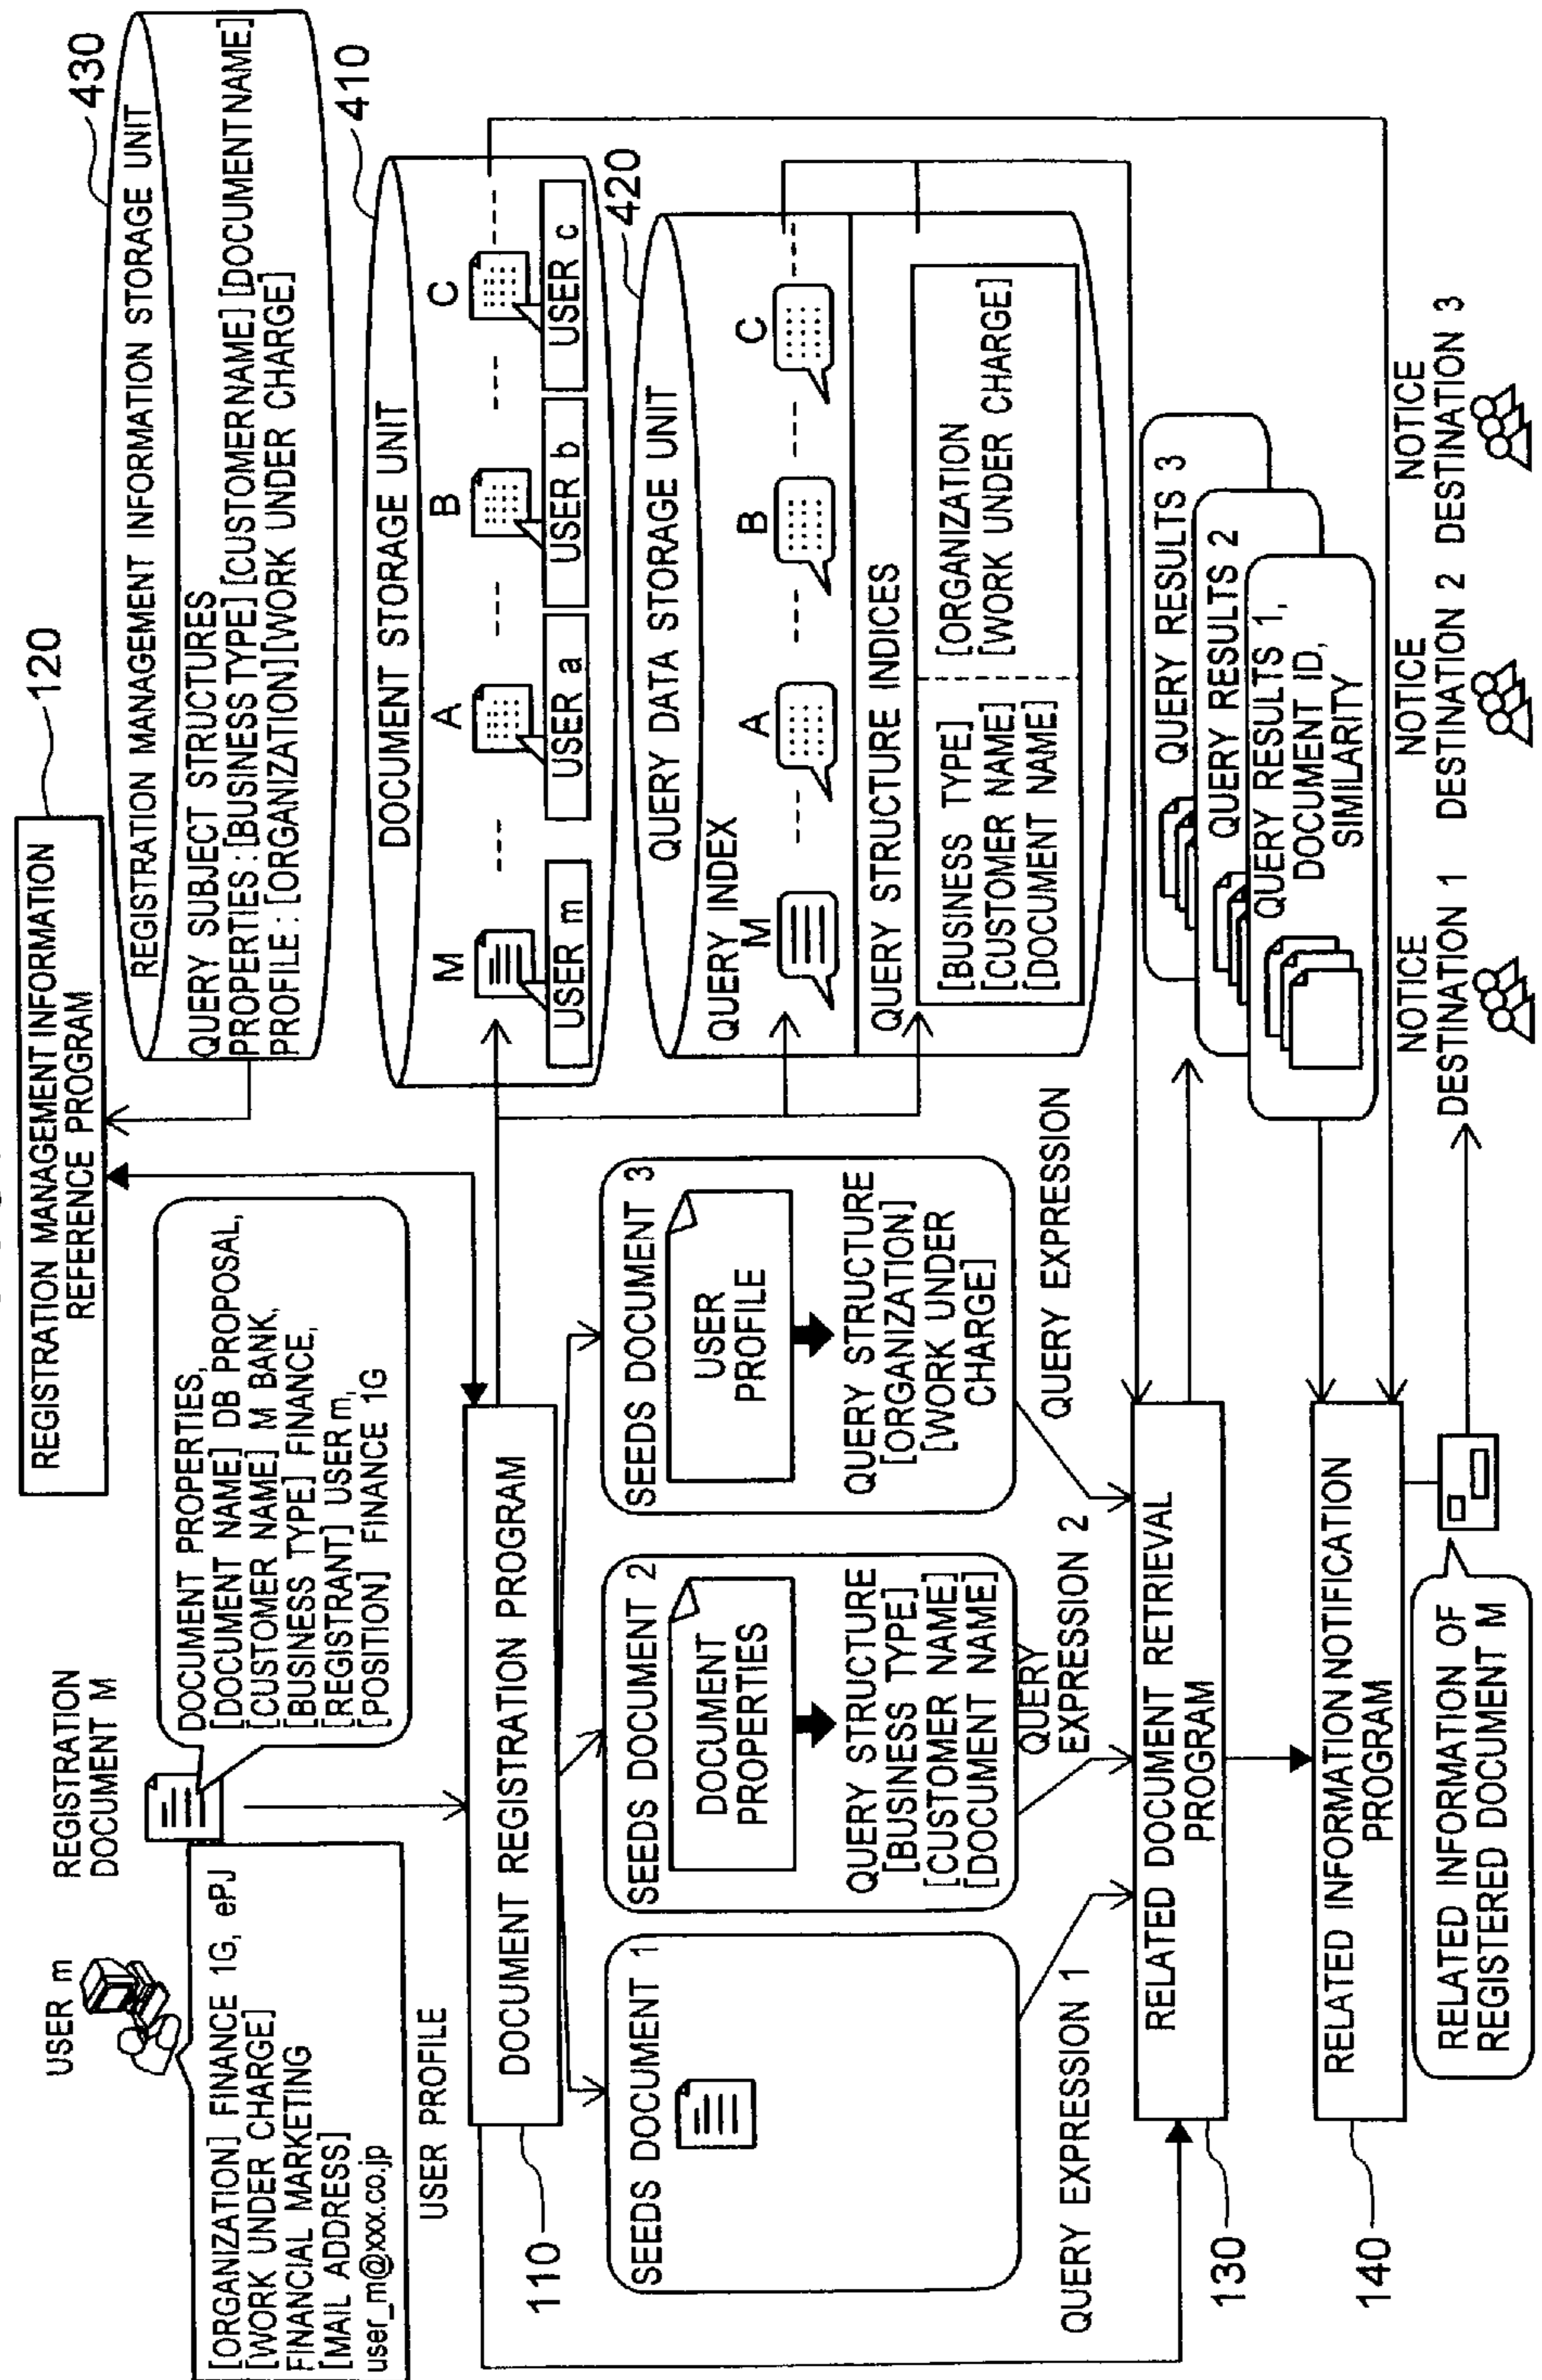 USER m
[ORGANIZATION] FINANCE 1G, ePJ
[WORK UNDER CHARGE]
FINANCIAL MARKETING
[MAIL ADDRESS]
user_m@xxx.co.jp
USER PROFILE
REGISTRATION
DOCUMENT M
DOCUMENT PROPERTIES,
[DOCUMENT NAME] DB PROPOSAL,
[CUSTOMER NAME] M BANK,
[BUSINESS TYPE] FINANCE,
[REGISTRANT] USER m,
[POSITION] FINANCE 1G
REGISTRATION MANAGEMENT INFORMATION
REFERENCE PROGRAM
120
430
REGISTRATION MANAGEMENT INFORMATION STORAGE UNIT
QUERY SUBJECT STRUCTURES
PROPERTIES:[BUSINESS TYPE][CUSTOMERNAME][DOCUMENTNAME]
PROFILE:[ORGANIZATION][WORK UNDER CHARGE]
DOCUMENT REGISTRATION PROGRAM
110
410
DOCUMENT STORAGE UNIT
M
A
B
C
USER m
USER a
USER b
USER c
SEEDS DOCUMENT 1
SEEDS DOCUMENT 2
DOCUMENT
PROPERTIES
QUERY STRUCTURE
[BUSINESS TYPE]
[CUSTOMER NAME]
[DOCUMENT NAME]
SEEDS DOCUMENT 3
USER
PROFILE
QUERY STRUCTURE
[ORGANIZATION]
[WORK UNDER
CHARGE]
420
QUERY DATA STORAGE UNIT
QUERY INDEX
M
A
B
C
QUERY STRUCTURE INDICES
[BUSINESS TYPE]
[CUSTOMER NAME]
[DOCUMENT NAME]
[ORGANIZATION
[WORK UNDER CHARGE]
QUERY EXPRESSION 1
QUERY
EXPRESSION 2
QUERY EXPRESSION
RELATED DOCUMENT RETRIEVAL
PROGRAM
130
QUERY RESULTS 3
QUERY RESULTS 2
QUERY RESULTS 1,
DOCUMENT ID,
SIMILARITY
RELATED INFORMATION NOTIFICATION
PROGRAM
140
RELATED INFORMATION OF
REGISTERED DOCUMENT M
NOTICE
DESTINATION 1
NOTICE
DESTINATION 2
NOTICE
DESTINATION 3